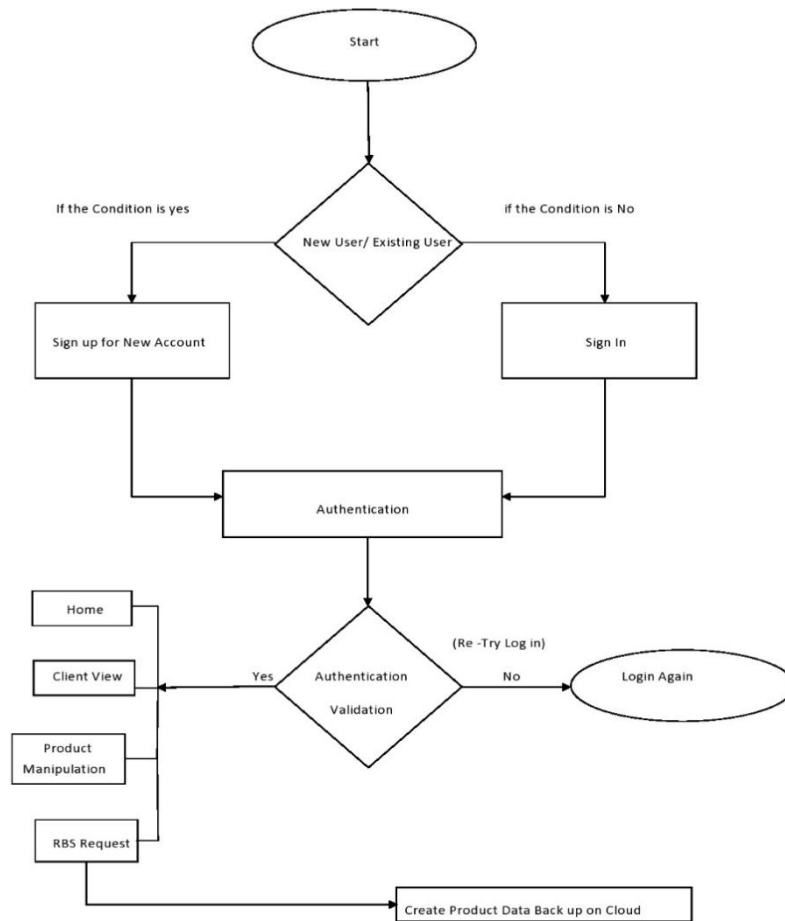 Start
If the Condition is yes
if the Condition is No
New User/ Existing User
Sign up for New Account
Sign In
Authentication
Home
(Re -Try Log in)
Client View
Yes
Authentication
Validation
No
Login Again
Product
Manipulation
RBS Request
Create Product Data Back up on Cloud